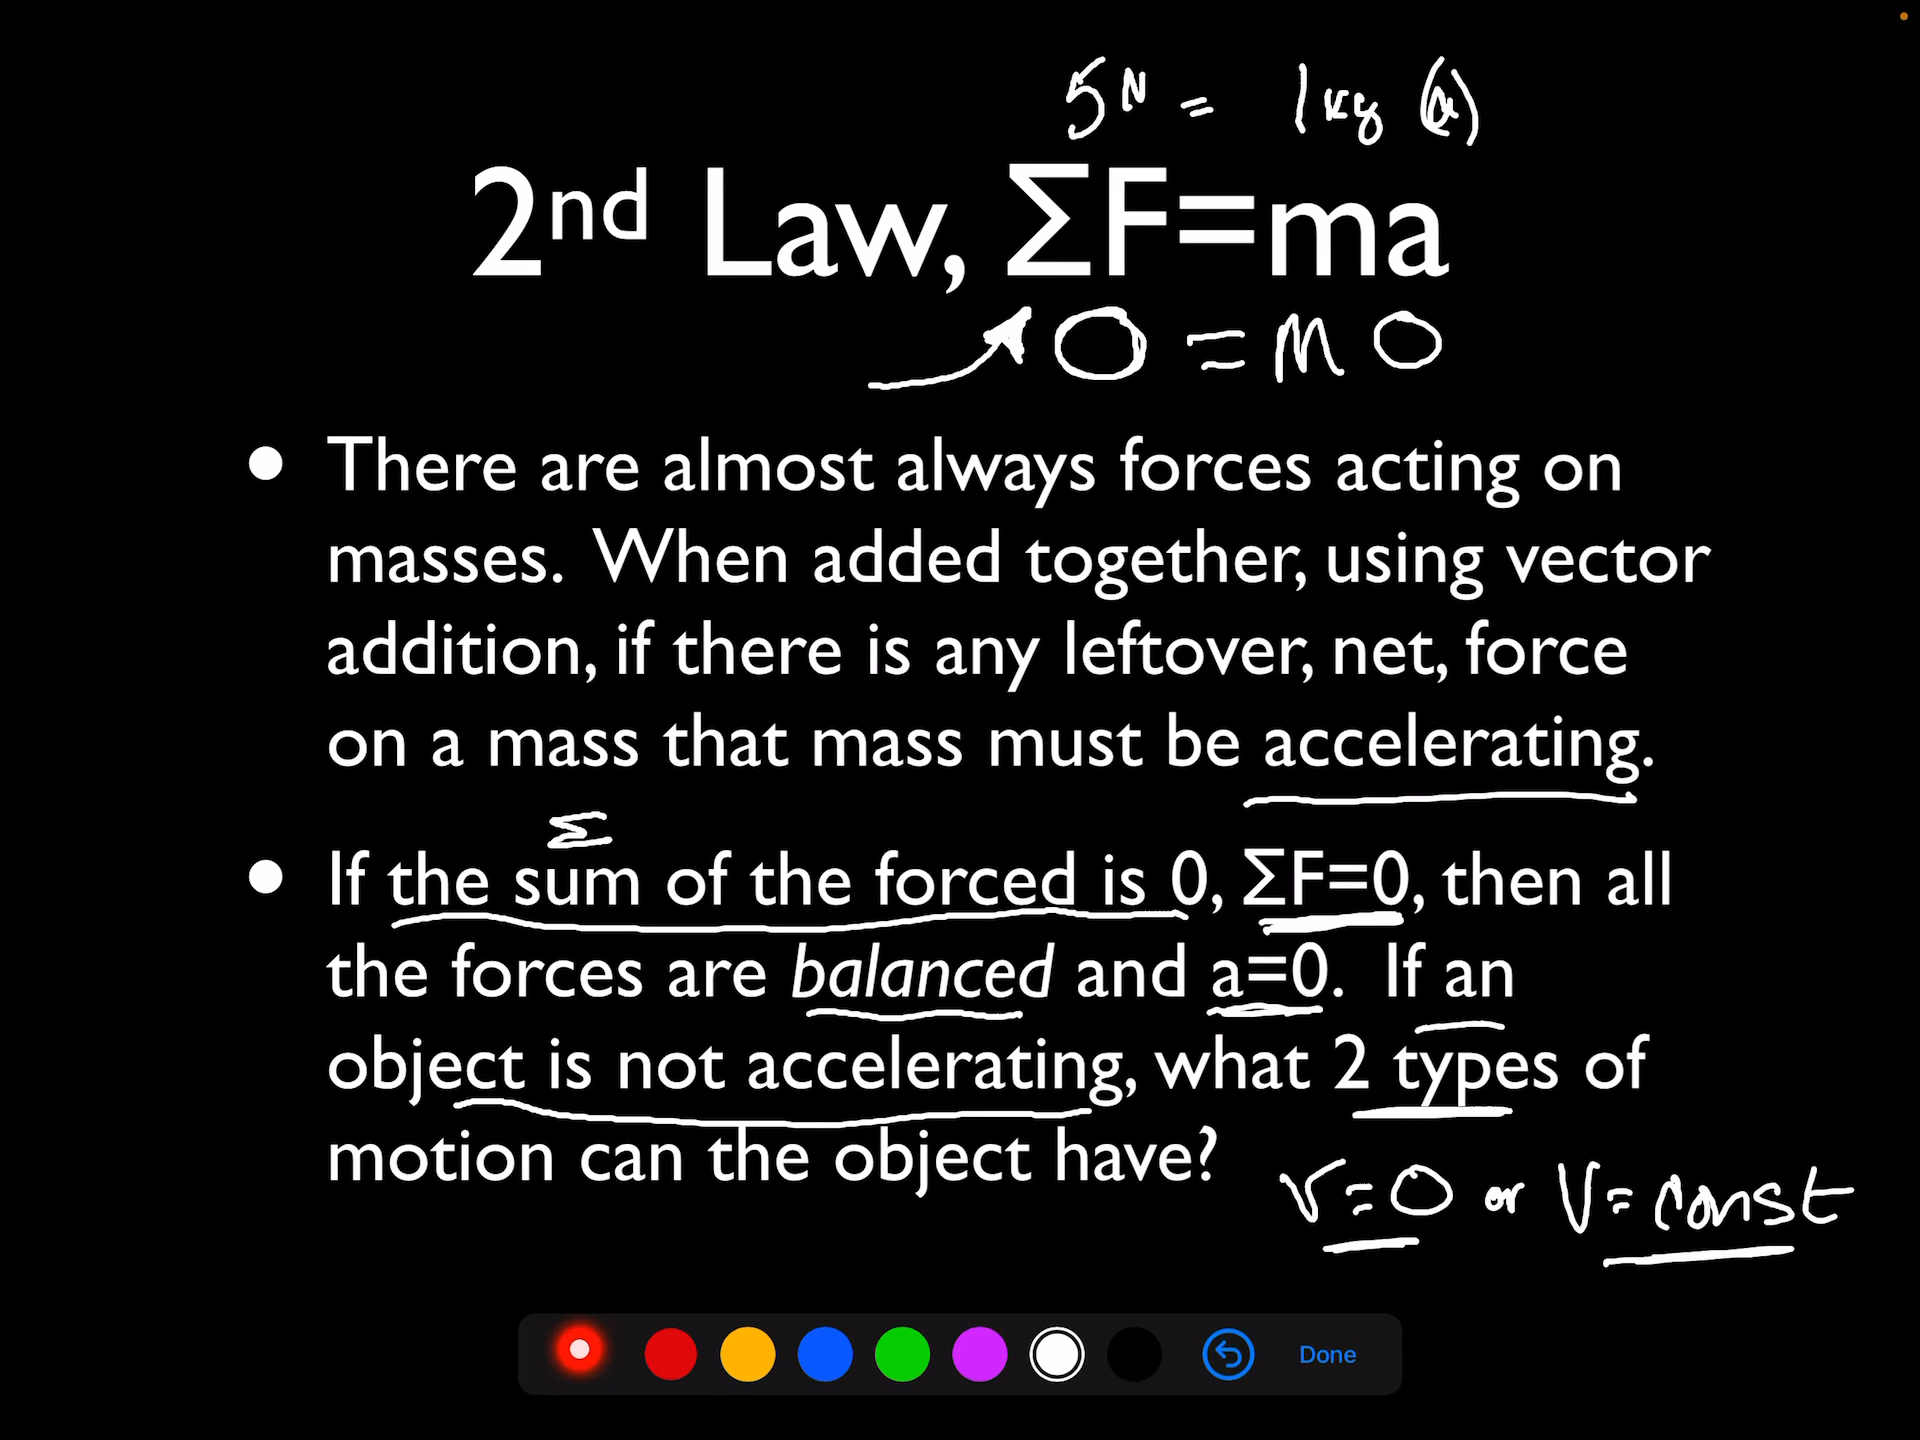 5N = 1kg (a)
2nd Law, ΣF=ma
0 = M 0
• There are almost always forces acting on
masses. When added together, using vector
addition, if there is any leftover, net, force
on a mass that mass must be accelerating.
Σ
• If the sum of the forced is 0, ΣF=0, then all
the forces are balanced and a=0. If an
object is not accelerating, what 2 types of
motion can the object have?
V=0 or V=const
Done